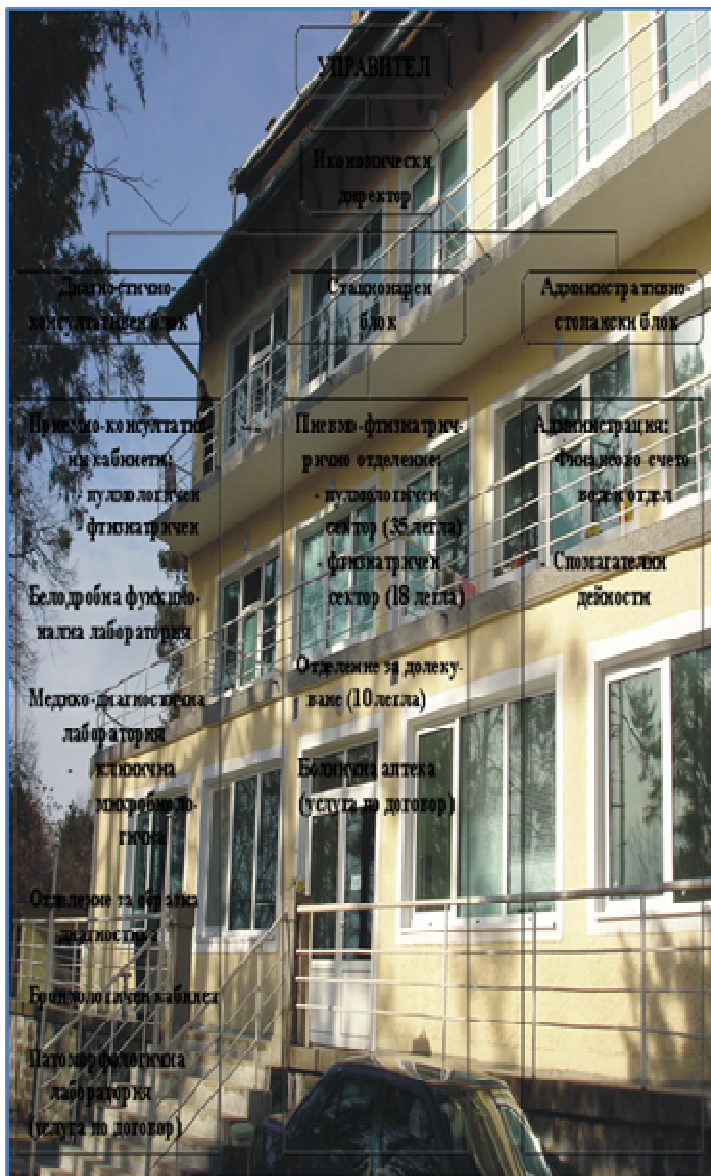 УПРАВИТЕЛ
Икономически
директор
Диагностично-
консултативен блок
Стационарен
блок
Административно-
стопански блок
Приемно-консултатив-
ни кабинети:
- пулмологичен
- фтизиатричен
Белодробна функцио-
нална лаборатория
Медико-диагностична
лаборатория
- клинична
- микробиоло-
гична
Отделение за образна
диагностика
Бронхологичен кабинет
Патоморфологична
лаборатория
(услуга по договор)
Пневмо-фтизиатрич-
рично отделение:
- пулмологичен
сектор (35 легла)
- фтизиатричен
сектор (18 легла)
Отделение за долеку-
ване (10 легла)
Болнична аптека
(услуга по договор)
Администрация:
- Финансово-счето
воден отдел
- Спомагателни
дейности